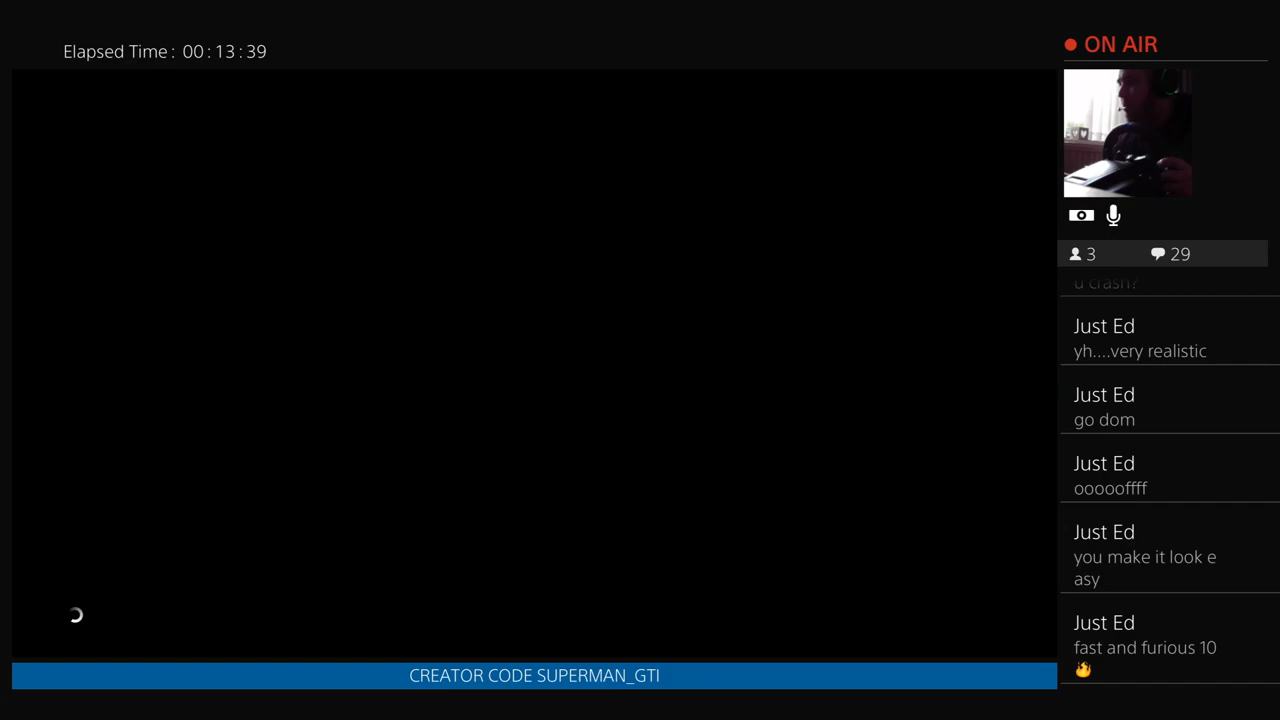 Elapsed Time: 00:13:39
ON AIR
3
29
u crash?
Just Ed
yh....very realistic
Just Ed
go dom
Just Ed
oooooffff
Just Ed
you make it look e
asy
Just Ed
fast and furious 10
🔥
CREATOR CODE SUPERMAN_GTI